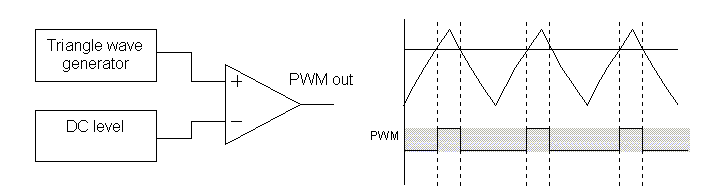 Triangle wave
generator
+
PWM out
−
DC level
PWM